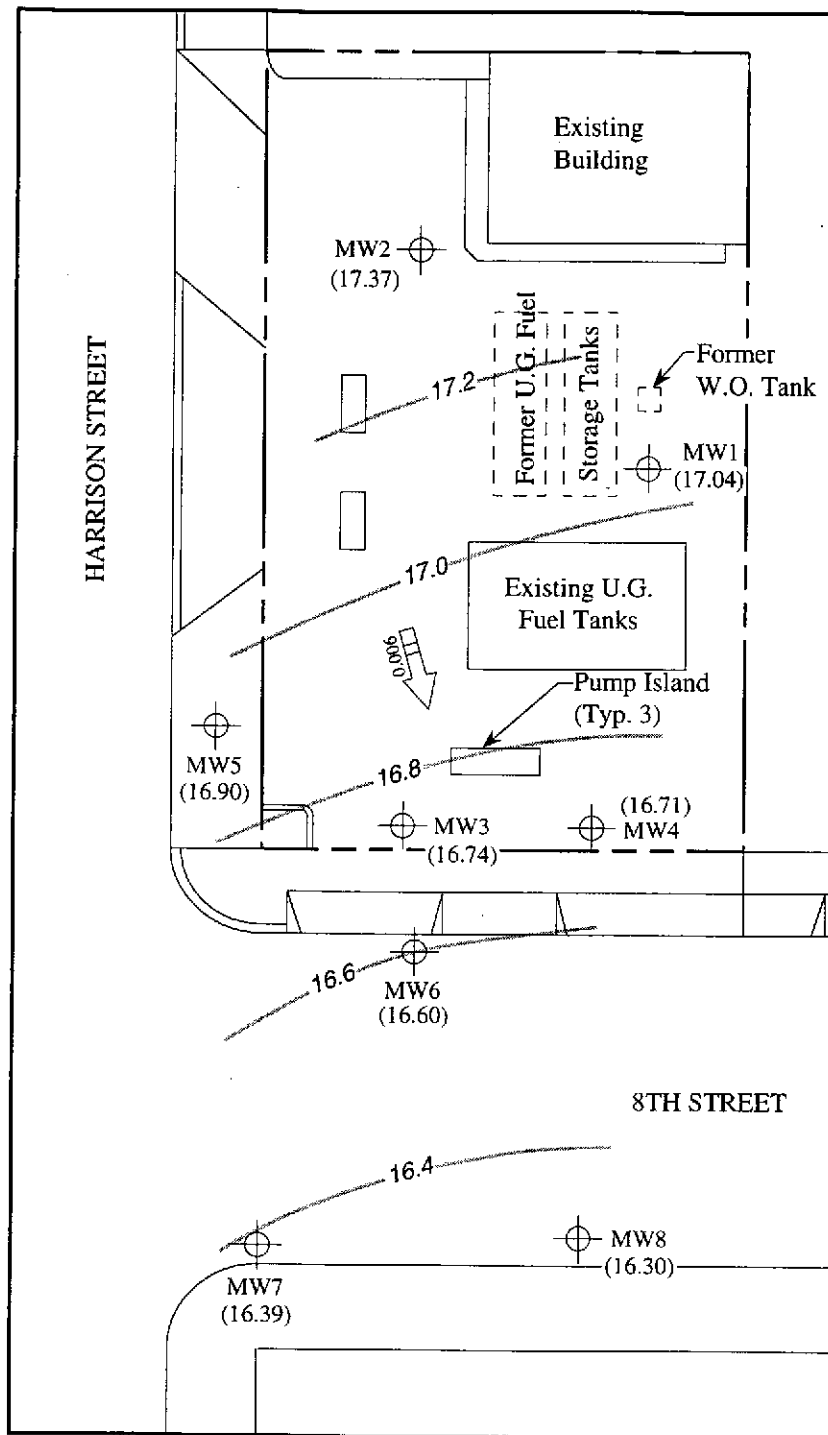 Existing
Building
MW2
(17.37)
HARRISON STREET
Former U.G. Fuel
Storage Tanks
Former
W.O. Tank
17.2
MW1
(17.04)
17.0
Existing U.G.
Fuel Tanks
0.006
Pump Island
(Typ. 3)
MW5
(16.90)
16.8
MW3
(16.74)
(16.71)
MW4
16.6
MW6
(16.60)
8TH STREET
16.4
MW7
(16.39)
MW8
(16.30)